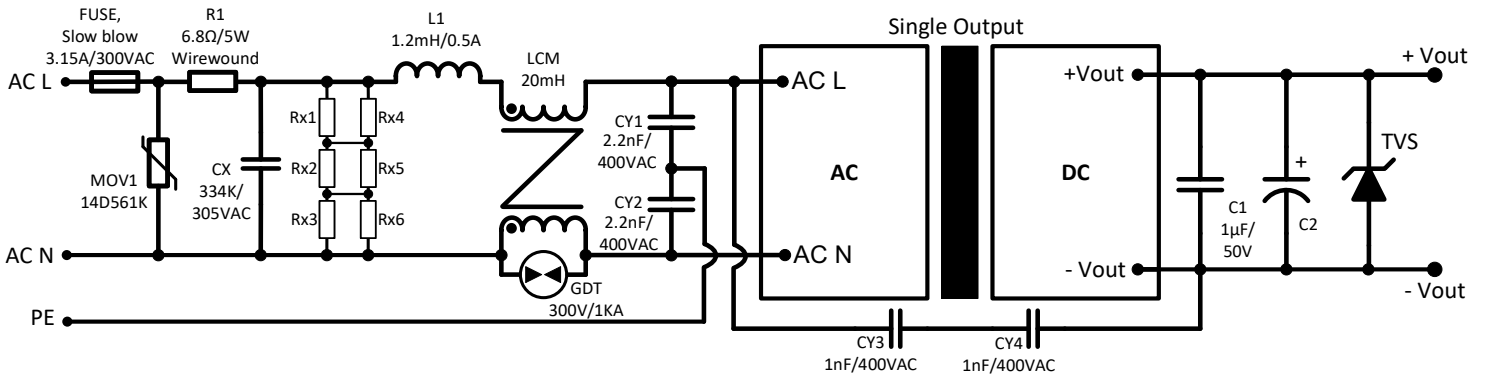 FUSE,
Slow blow
3.15A/300VAC
R1
6.8Ω/5W
Wirewound
L1
1.2mH/0.5A
LCM
20mH
Single Output
AC L
AC L
+Vout
+ Vout
Rx1
Rx4
CY1
2.2nF/
400VAC
TVS
MOV1
14D561K
CX
334K/
305VAC
Rx2
Rx5
AC
DC
+
Rx3
Rx6
CY2
2.2nF/
400VAC
C1
1µF/
50V
C2
AC N
AC N
- Vout
- Vout
GDT
300V/1KA
PE
CY3
1nF/400VAC
CY4
1nF/400VAC